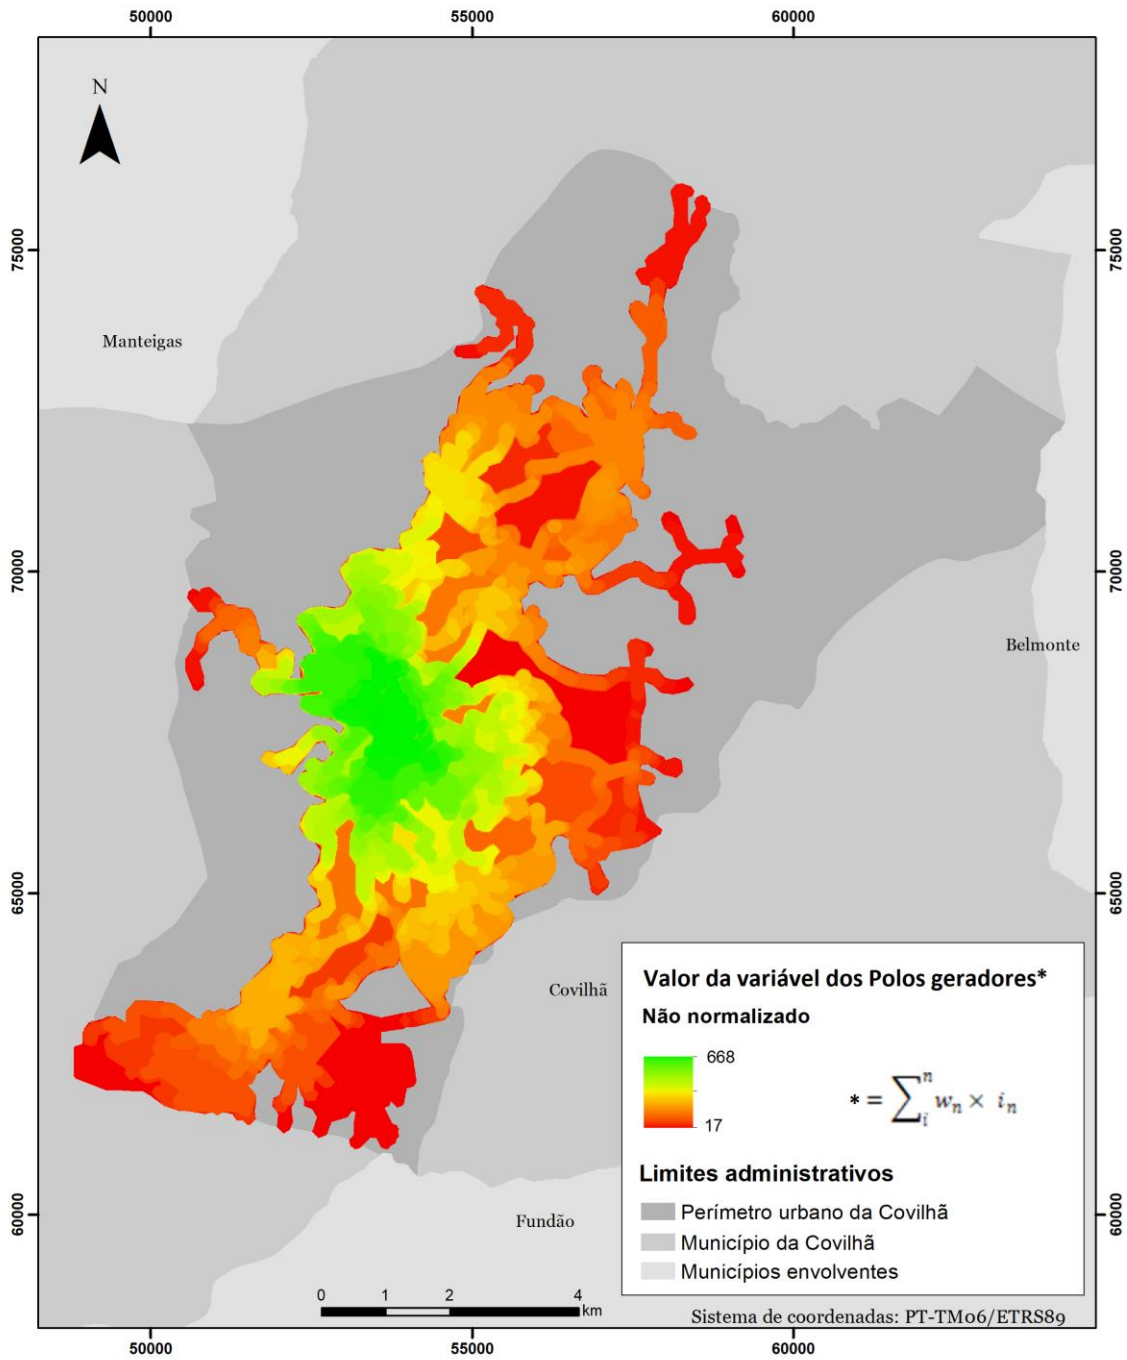 50000 55000 60000
N
75000 75000
Manteigas
70000 70000
Belmonte
65000 65000
Covilhã
Valor da variável dos Polos geradores*
Não normalizado
668
17
* = ∑ᵢⁿ wₙ × iₙ
Limites administrativos
Perímetro urbano da Covilhã
Município da Covilhã
Municípios envolventes
60000 60000
Fundão
0 1 2 4
km
Sistema de coordenadas: PT-TM06/ETRS89
50000 55000 60000